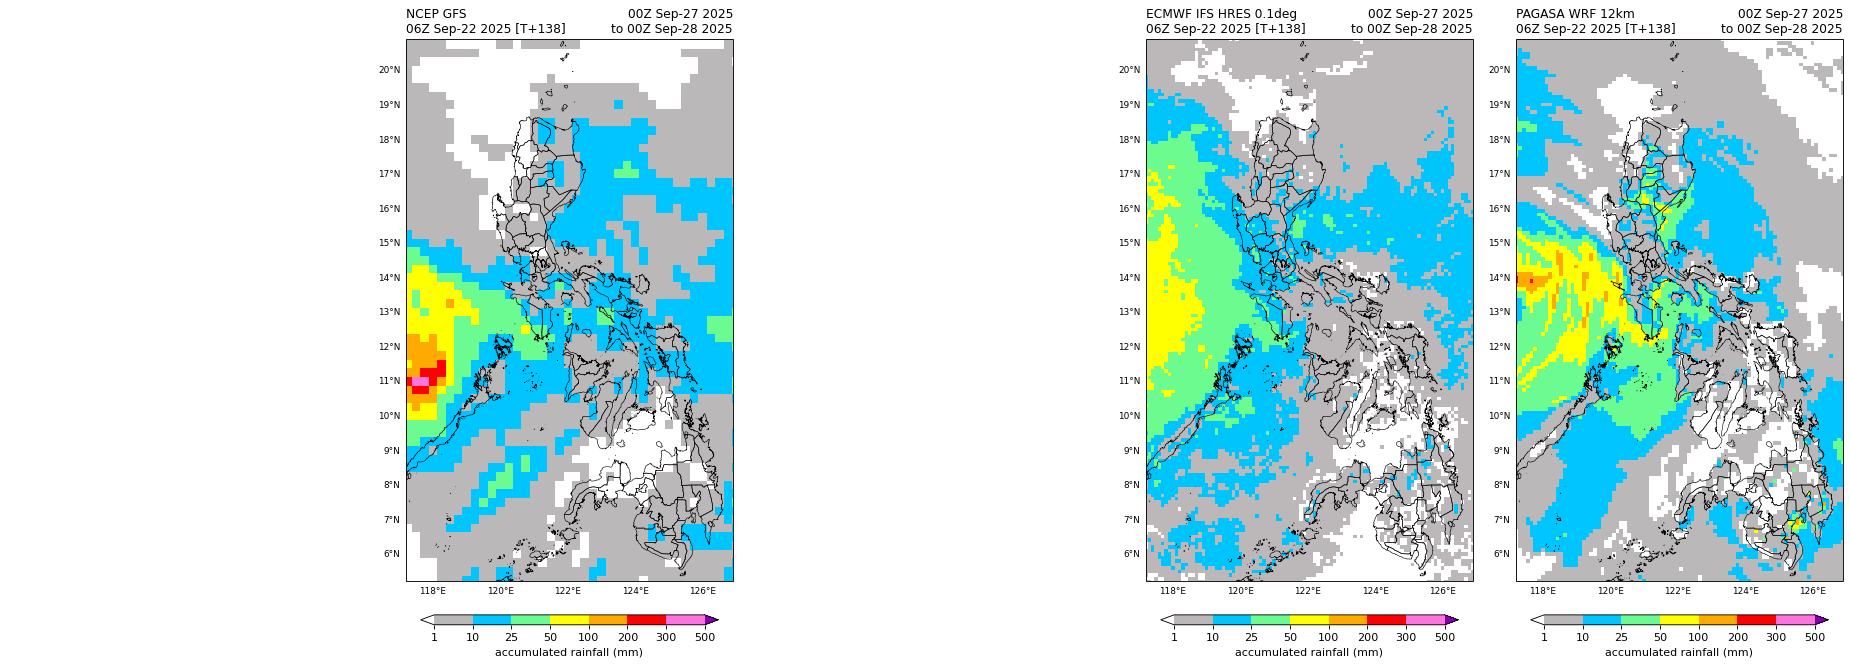 NCEP GFS 00Z Sep-27 2025
06Z Sep-22 2025 [T+138] to 00Z Sep-28 2025
20°N
19°N
18°N
17°N
16°N
15°N
14°N
13°N
12°N
11°N
10°N
9°N
8°N
7°N
6°N
118°E 120°E 122°E 124°E 126°E
1 10 25 50 100 200 300 500
accumulated rainfall (mm)
ECMWF IFS HRES 0.1deg 00Z Sep-27 2025
06Z Sep-22 2025 [T+138] to 00Z Sep-28 2025
20°N
19°N
18°N
17°N
16°N
15°N
14°N
13°N
12°N
11°N
10°N
9°N
8°N
7°N
6°N
118°E 120°E 122°E 124°E 126°E
1 10 25 50 100 200 300 500
accumulated rainfall (mm)
PAGASA WRF 12km 00Z Sep-27 2025
06Z Sep-22 2025 [T+138] to 00Z Sep-28 2025
20°N
19°N
18°N
17°N
16°N
15°N
14°N
13°N
12°N
11°N
10°N
9°N
8°N
7°N
6°N
118°E 120°E 122°E 124°E 126°E
1 10 25 50 100 200 300 500
accumulated rainfall (mm)